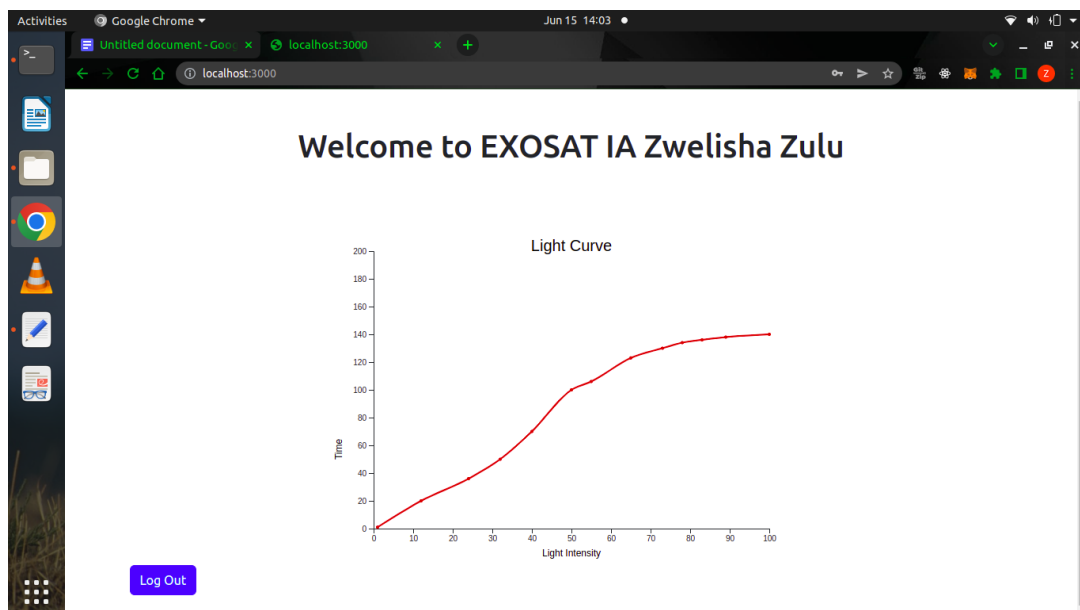 Activities
Google Chrome
Jun 15 14:03
Untitled document - Goo
localhost:3000
localhost:3000
Z
Welcome to EXOSAT IA Zwelisha Zulu
Light Curve
200
180
160
140
120
100
80
60
40
20
0
Time
0 10 20 30 40 50 60 70 80 90 100
Light Intensity
Log Out